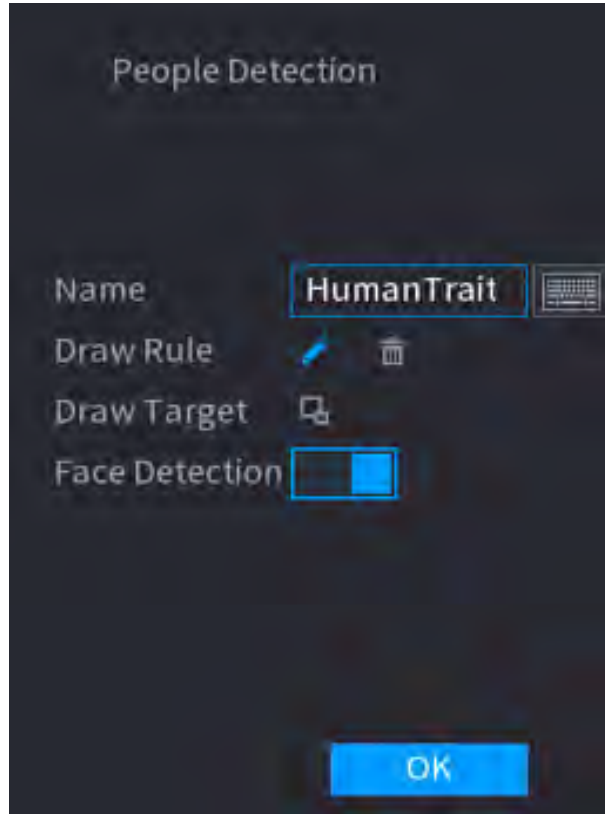 People Detection
Name HumanTrait
Draw Rule
Draw Target
Face Detection
OK